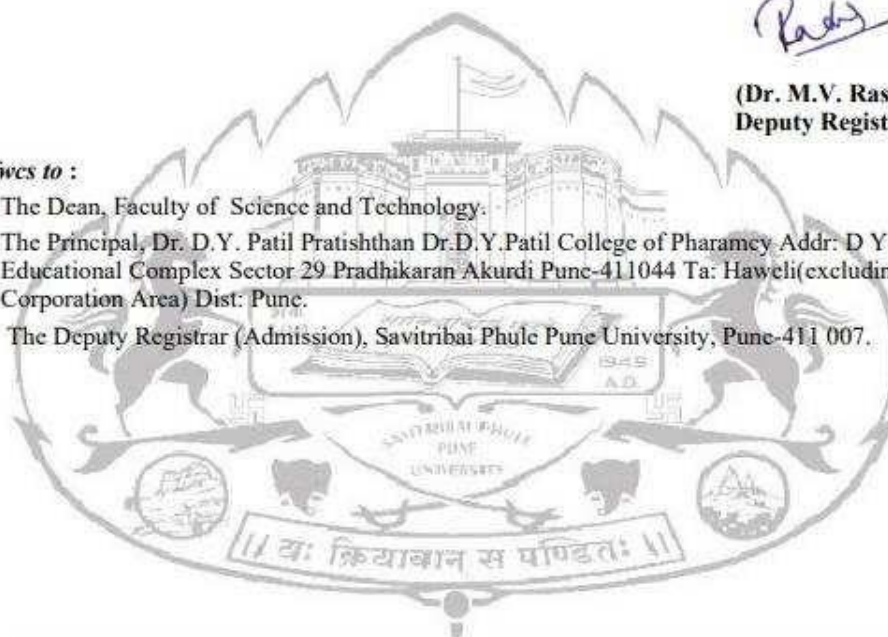 (Dr. M.V. Ras
Deputy Regist
to :
The Dean, Faculty of Science and Technology.
The Principal, Dr. D.Y. Patil Pratishthan Dr.D.Y.Patil College of Pharamcy Addr: D Y
Educational Complex Sector 29 Pradhikaran Akurdi Pune-411044 Ta: Haweli(excludin
Corporation Area) Dist: Pune.
The Deputy Registrar (Admission), Savitribai Phule Pune University, Pune-411 007.
1949
A.D.
SAVITRIBAI PHULE
PUNE
UNIVERSITY
|| यः क्रियावान स पण्डितः ||